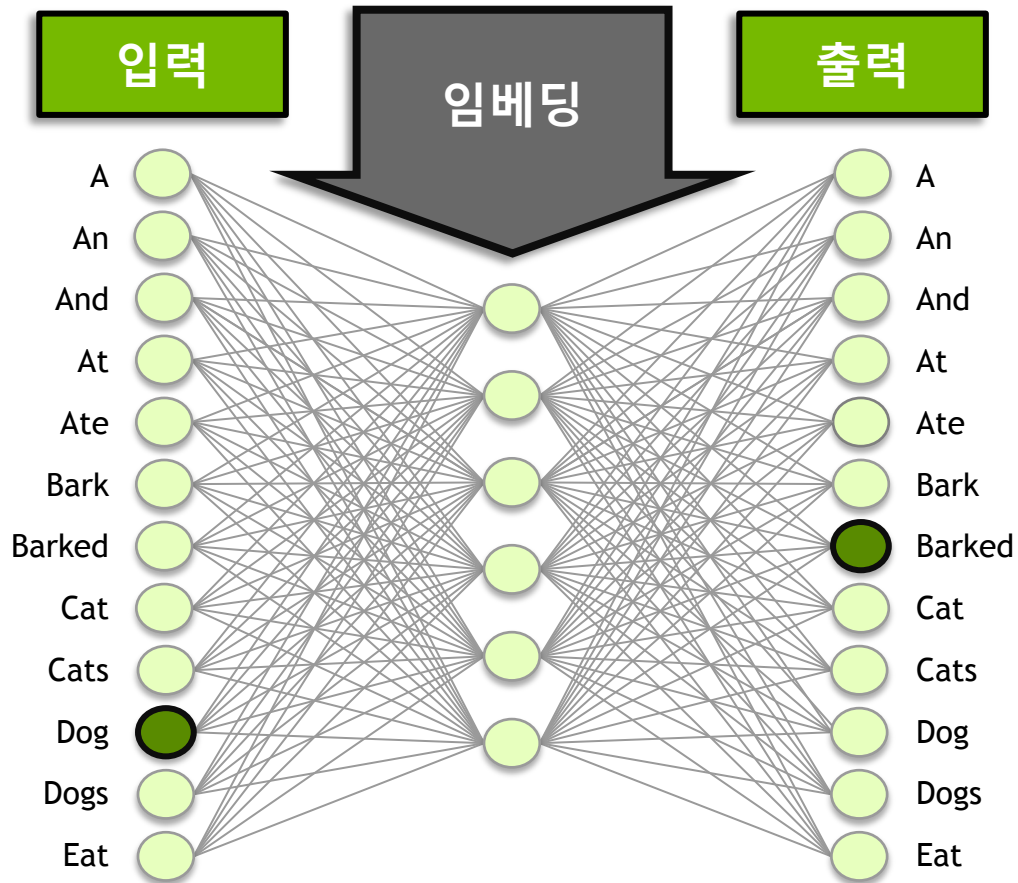 입력
임베딩
출력
A
An
And
At
Ate
Bark
Barked
Cat
Cats
Dog
Dogs
Eat
A
An
And
At
Ate
Bark
Barked
Cat
Cats
Dog
Dogs
Eat